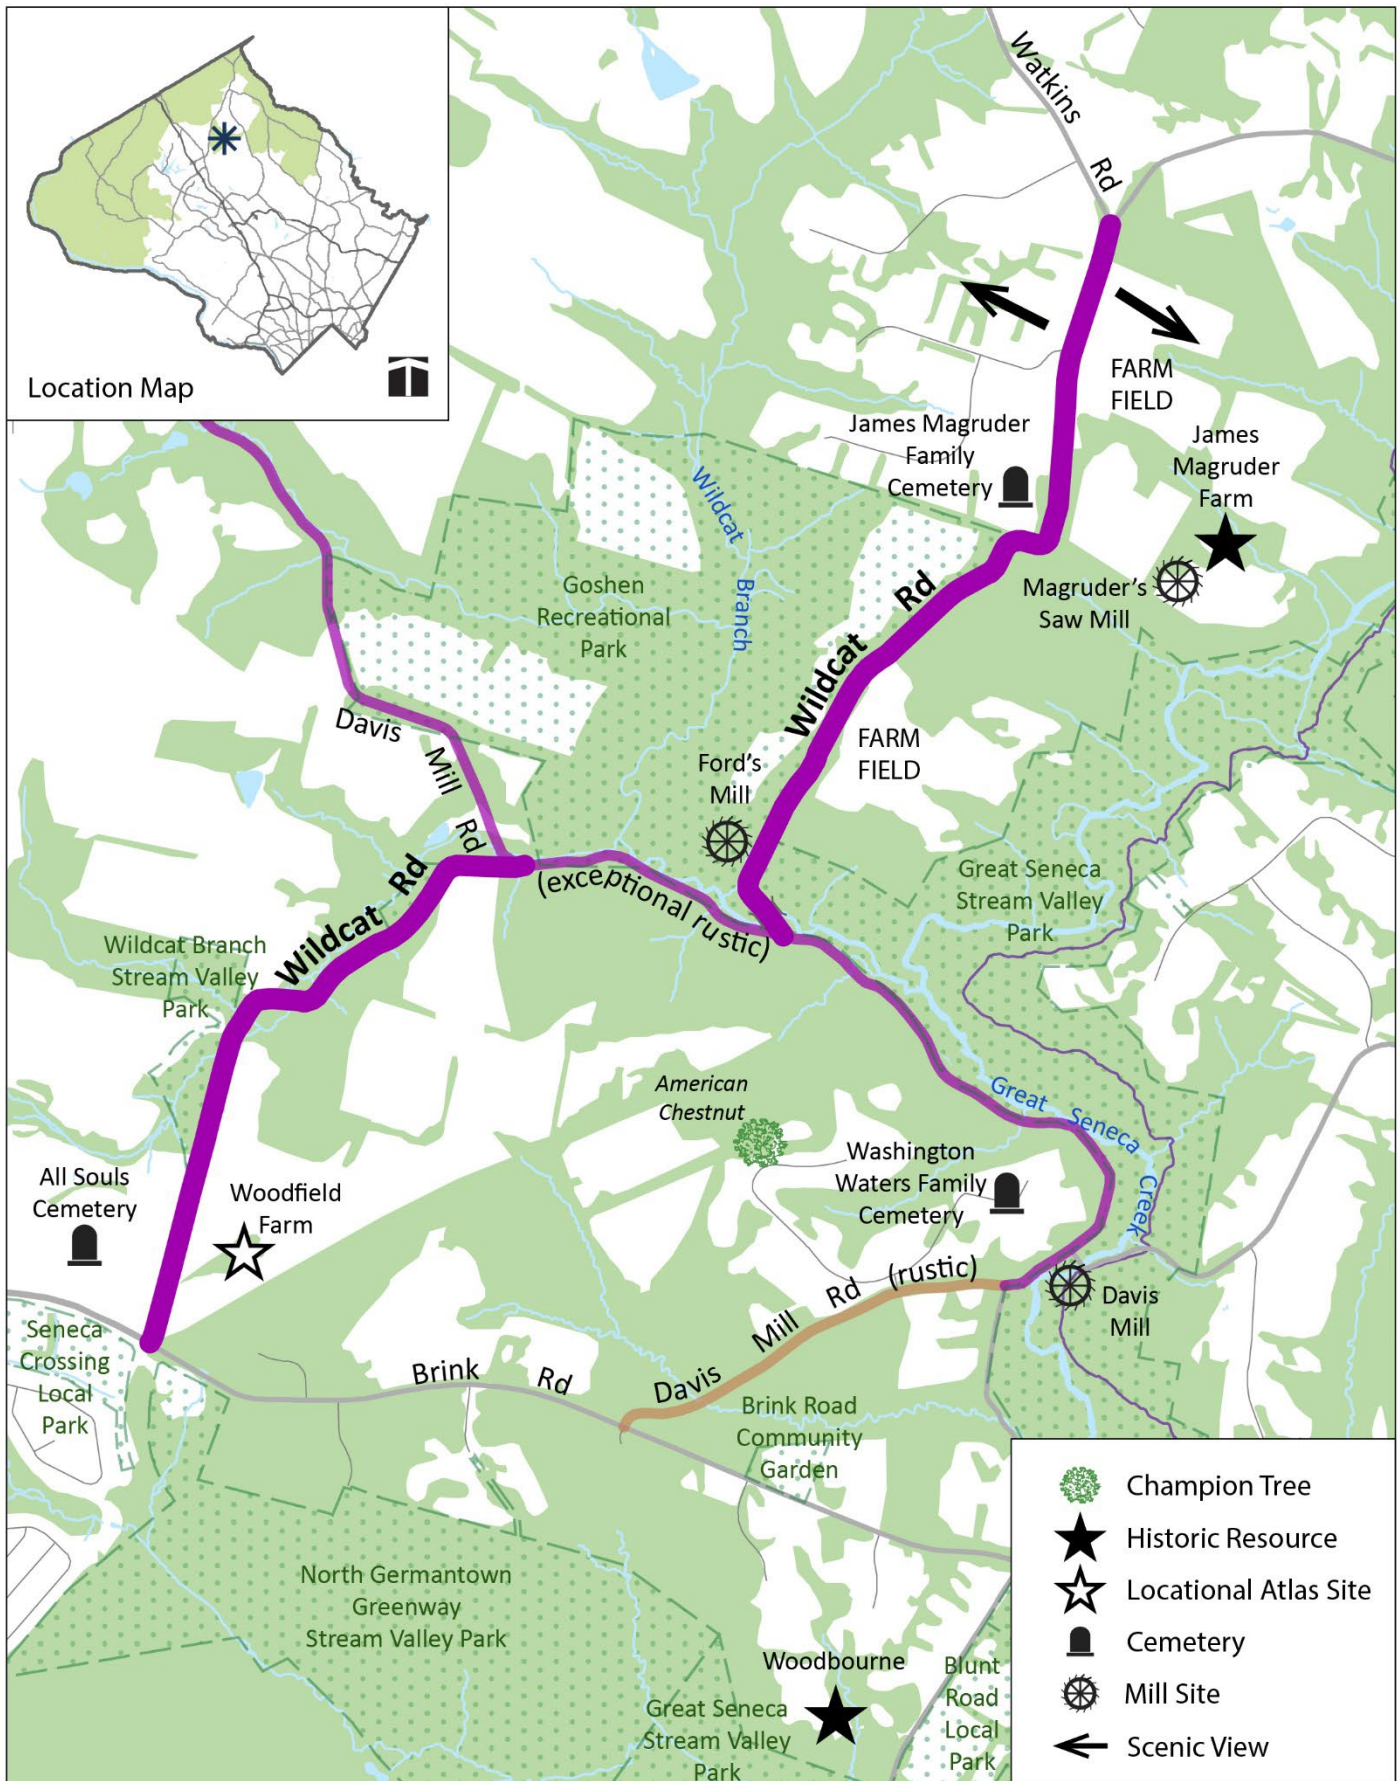 Location Map
Watkins
Rd
FARM
FIELD
James Magruder
Family
Cemetery
James
Magruder
Farm
Wildcat
Branch
Goshen
Recreational
Park
Magruder's
Saw Mill
Wildcat Rd
Davis
Mill
Rd
Ford's
Mill
FARM
FIELD
(exceptional rustic)
Great Seneca
Stream Valley
Park
Wildcat Rd
Wildcat Branch
Stream Valley
Park
American
Chestnut
Great Seneca
Creek
Washington
Waters Family
Cemetery
All Souls
Cemetery
Woodfield
Farm
Davis Mill Rd (rustic)
Davis
Mill
Seneca
Crossing
Local
Park
Brink Rd
Brink Road
Community
Garden
North Germantown
Greenway
Stream Valley Park
Woodbourne
Great Seneca
Stream Valley
Park
Blunt
Road
Local
Park
Champion Tree
Historic Resource
Locational Atlas Site
Cemetery
Mill Site
Scenic View